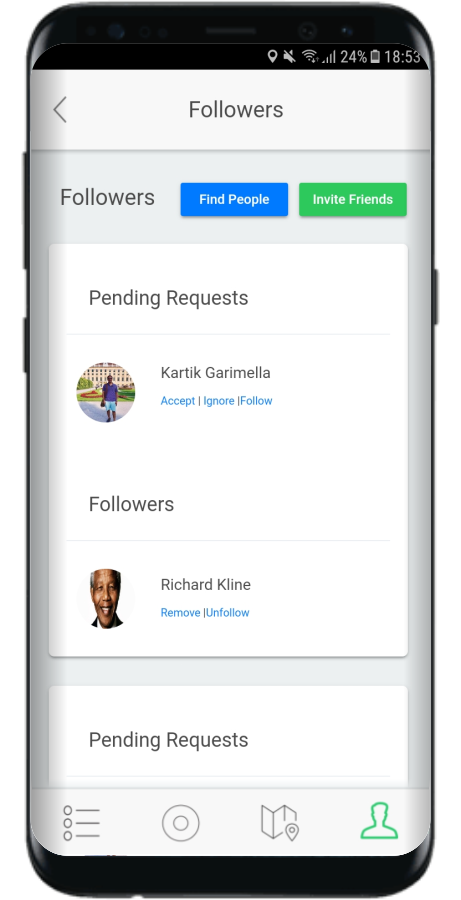 24% 18:53
Followers
Followers Find People Invite Friends
Pending Requests
Kartik Garimella
Accept | Ignore |Follow
Followers
Richard Kline
Remove |Unfollow
Pending Requests